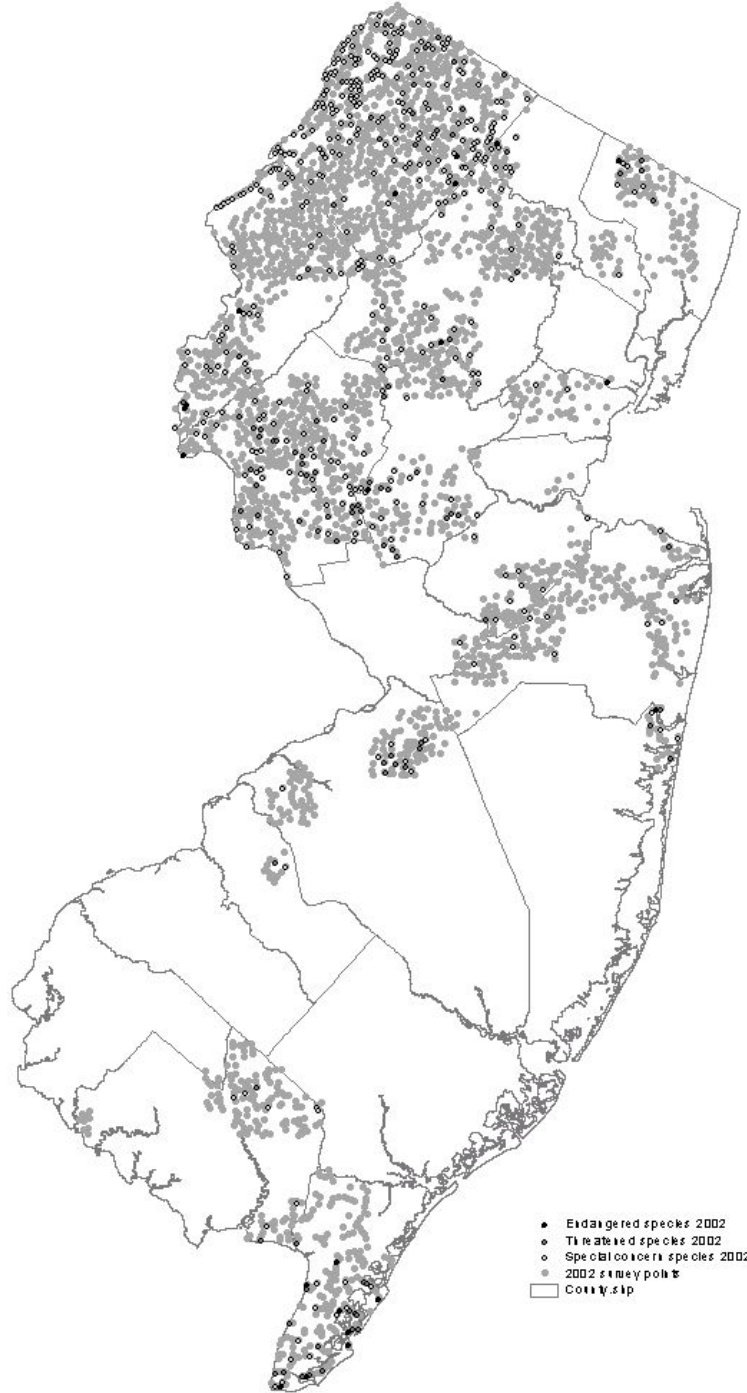 Endangered species 2002
Threatened species 2002
Special concern species 2002
2002 survey points
County.shp